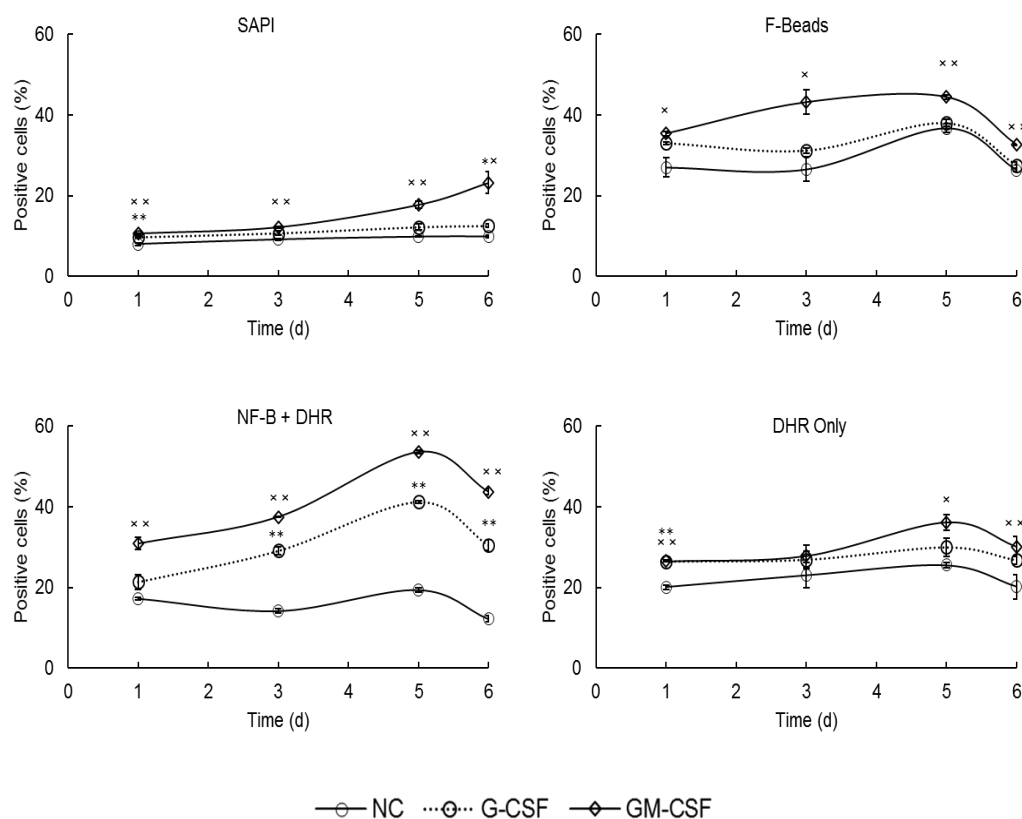 SAPI
60
40
20
0
Positive cells (%)
×× ** ×× ×× *×
0 1 2 3 4 5 6
Time (d)
F-Beads
60
40
20
0
Positive cells (%)
× × ×× ××
0 1 3 4 5 6
Time (d)
NF-B + DHR
60
40
20
0
Positive cells (%)
×× ×× ** ×× ** ×× **
0 1 2 3 4 5 6
Time (d)
DHR Only
60
40
20
0
Positive cells (%)
** ×× × ××
0 1 2 3 4 5 6
Time (d)
NC G-CSF GM-CSF